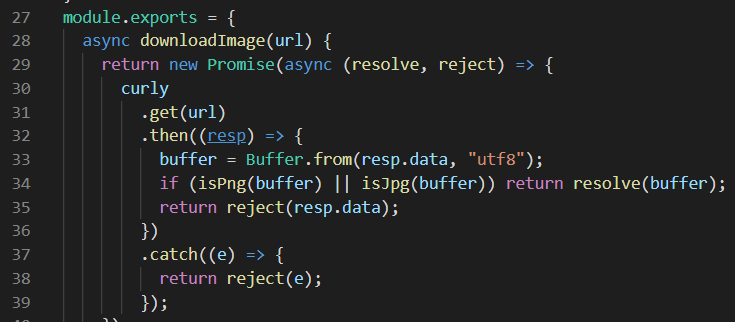 27 module.exports = {
28 async downloadImage(url) {
29 return new Promise(async (resolve, reject) => {
30 curly
31 .get(url)
32 .then((resp) => {
33 buffer = Buffer.from(resp.data, "utf8");
34 if (isPng(buffer) || isJpg(buffer)) return resolve(buffer);
35 return reject(resp.data);
36 })
37 .catch((e) => {
38 return reject(e);
39 });